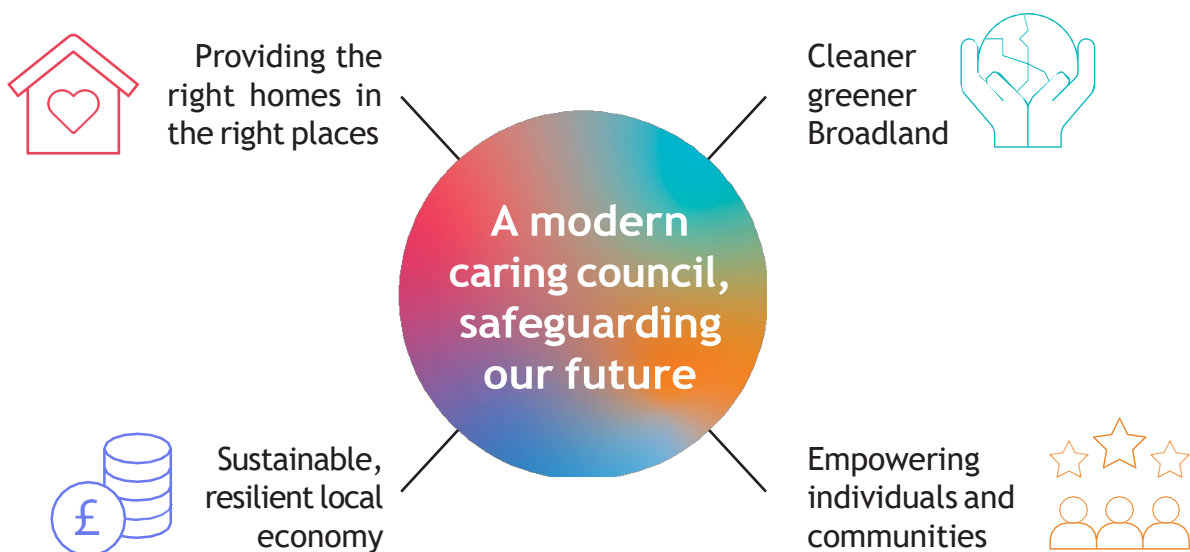 Providing the
right homes in
the right places
Cleaner
greener
Broadland
A modern
caring council,
safeguarding
our future
Sustainable,
resilient local
economy
£
Empowering
individuals and
communities